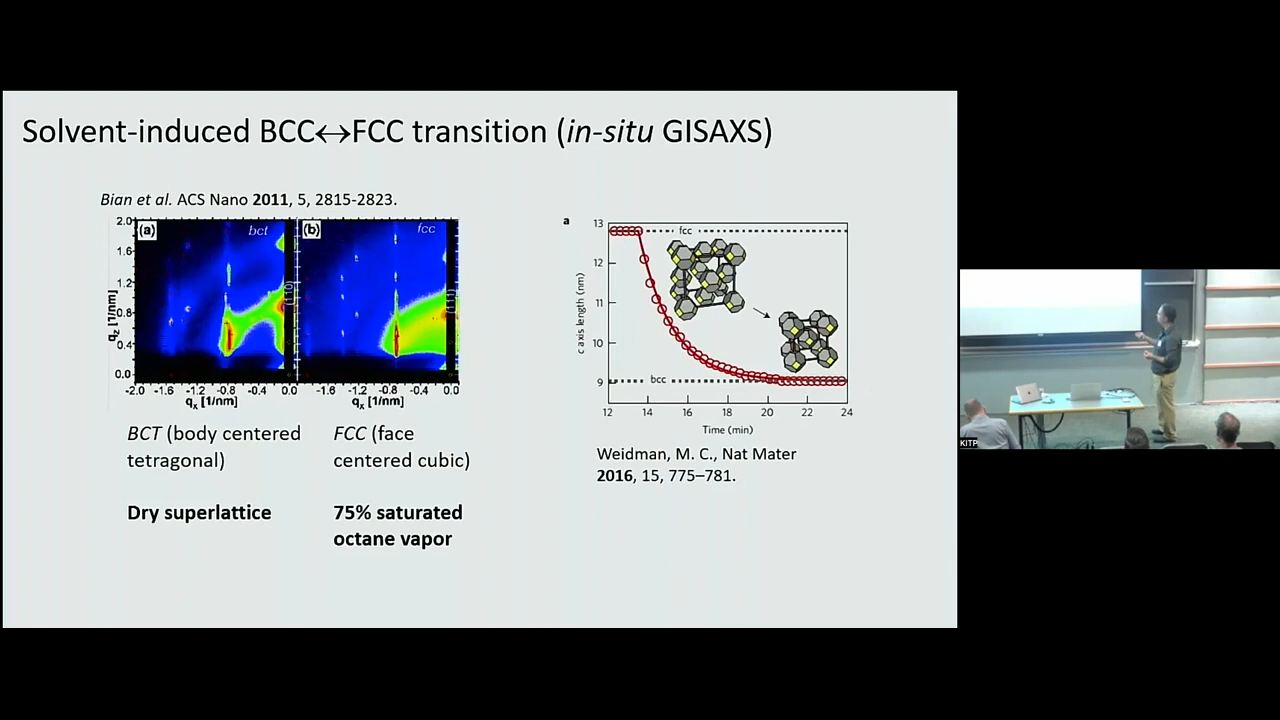 Solvent-induced BCC↔FCC transition (in-situ GISAXS)
Bian et al. ACS Nano 2011, 5, 2815-2823.
(a) bct (b) fcc
2.0
1.6
1.2
0.8
0.4
0.0
qz [1/nm]
(110)
(111)
-2.0 -1.6 -1.2 -0.8 -0.4 0.0 -1.6 -1.2 -0.8 -0.4 0.0
qx [1/nm] qx [1/nm]
BCT (body centered
tetragonal)
FCC (face
centered cubic)
Dry superlattice
75% saturated
octane vapor
a
13
12
11
10
9
c axis length (nm)
fcc
bcc
12 14 16 18 20 22 24
Time (min)
Weidman, M. C., Nat Mater
2016, 15, 775–781.
KITP